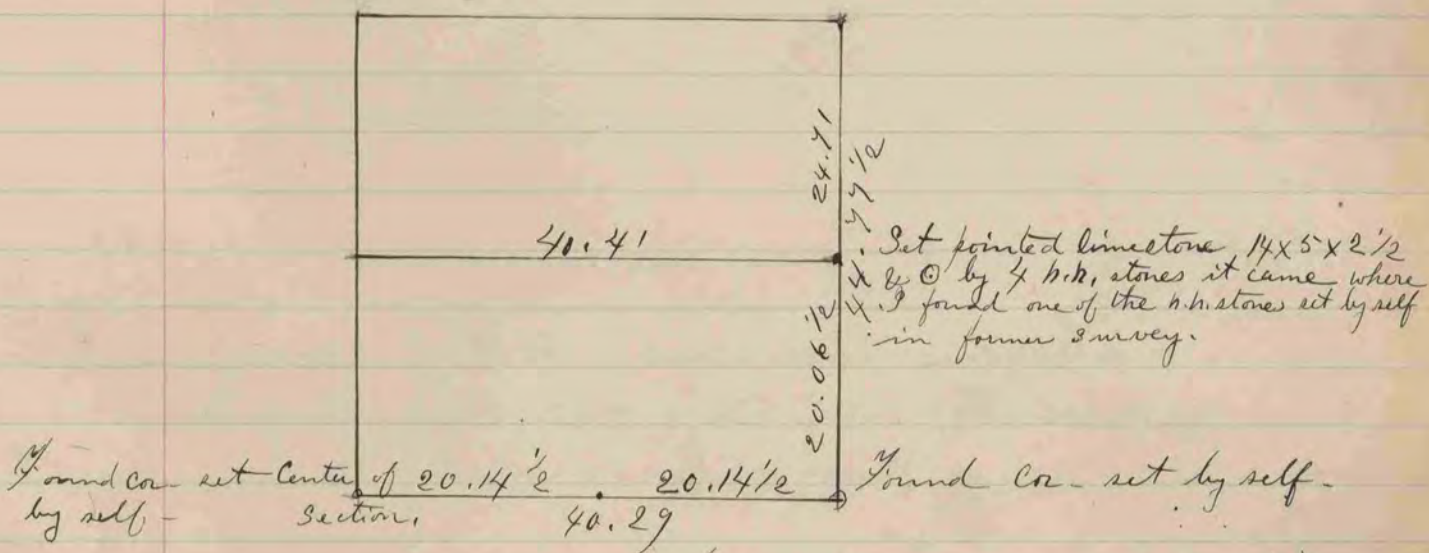 24.71
44.77 1/2
40.41
Set pointed limestone 14 x 5 x 2 1/2
& ⊙ by 4 n.h. stones it came where
I found one of the n.h. stones set by self
in former survey.
20.06 1/2
Found cor - set Center of 20.14 1/2 20.14 1/2 Found Cor - set by self -
by self - Section. 40.29